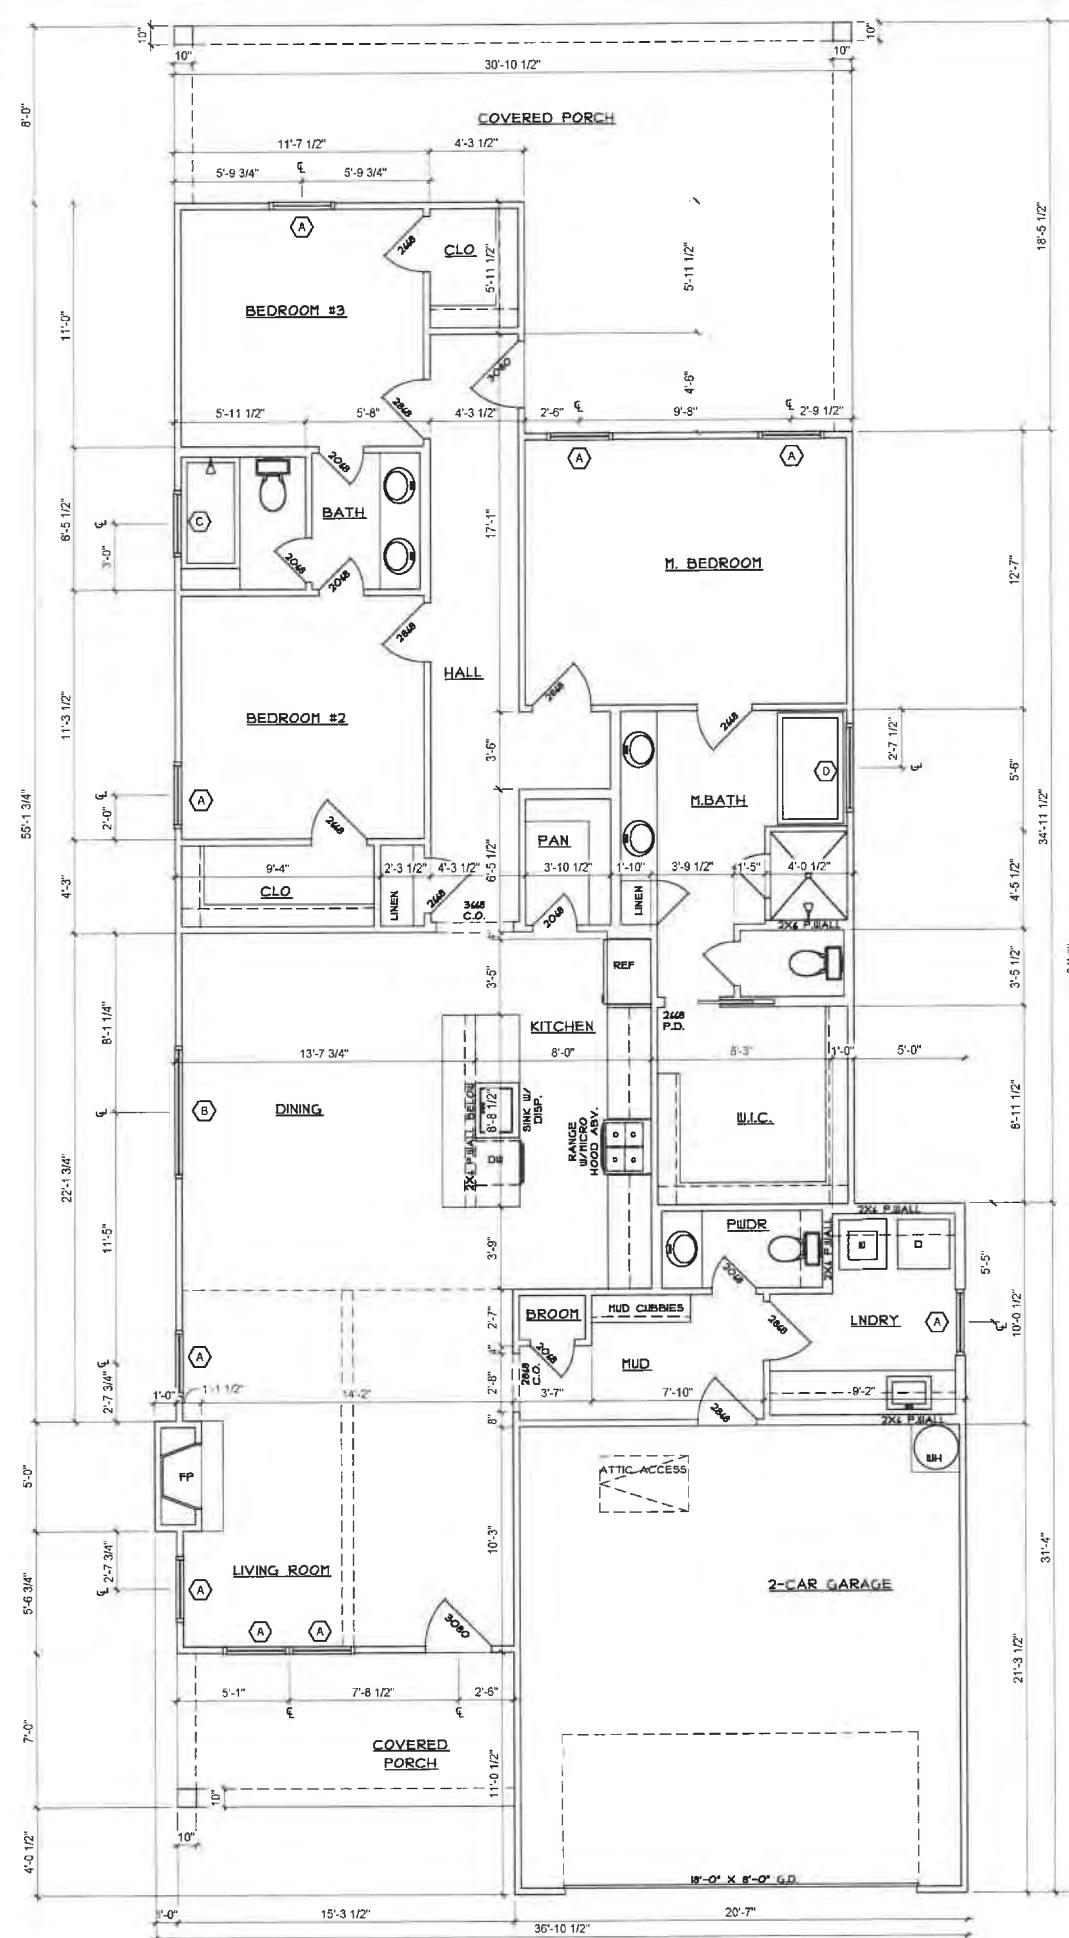 10"
10"
10"
10"
30'-10 1/2"
8'-0"
COVERED PORCH
11'-7 1/2"
4'-3 1/2"
5'-9 3/4"
5'-9 3/4"
18'-5 1/2"
A
2668
CLO
5'-11 1/2"
5'-11 1/2"
BEDROOM #3
11'-0"
3080
4'-6"
2868
5'-11 1/2"
5'-8"
4'-3 1/2"
2'-6"
9'-8"
2'-9 1/2"
A
A
2068
6'-5 1/2"
C
BATH
3'-0"
17'-1"
2068
2068
M. BEDROOM
12'-7"
2868
HALL
2868
BEDROOM #2
2668
2'-7 1/2"
11'-3 1/2"
3'-6"
D
5'-6"
A
2'-0"
M.BATH
55'-1 3/4"
34'-11 1/2"
2668
PAN
6'-5 1/2"
9'-4"
2'-3 1/2"
4'-3 1/2"
3'-10 1/2"
1'-10"
3'-9 1/2"
1'-5"
4'-0 1/2"
4'-3"
4'-5 1/2"
CLO
LINEN
2668
3668
C.O.
2068
LINEN
2X6 P.WALL
REF
3'-5"
3'-5 1/2"
8'-1 1/4"
KITCHEN
2668
P.D.
13'-7 3/4"
8'-0"
8'-3"
1'-0"
5'-0"
B
DINING
2X6 P.WALL BELOW
8'-8 1/2"
SINK W/
DISP.
DW
RANGE
W/MICRO
HOOD ABV.
W.I.C.
8'-11 1/2"
22'-1 3/4"
11'-5"
3'-9"
PWDR
2X6 P.WALL
2X6 P.WALL
W
D
5'-5"
2068
BROOM
MUD CUBBIES
2'-7"
2868
LNDRY
A
10'-0 1/2"
4"
2068
MUD
A
2868
C.O.
2'-7 3/4"
2'-8"
1'-0"
1'-1 1/2"
14'-2"
3'-7"
7'-10"
9'-2"
2868
8"
2X6 P.WALL
WH
ATTIC ACCESS
FP
5'-0"
10'-3"
2'-7 3/4"
LIVING ROOM
31'-4"
5'-6 3/4"
A
2-CAR GARAGE
A
A
3080
21'-3 1/2"
5'-1"
7'-8 1/2"
2'-6"
7'-0"
COVERED
PORCH
11'-0 1/2"
10"
10"
4'-0 1/2"
18'-0" X 8'-0" G.D.
15'-3 1/2"
20'-7"
36'-10 1/2"